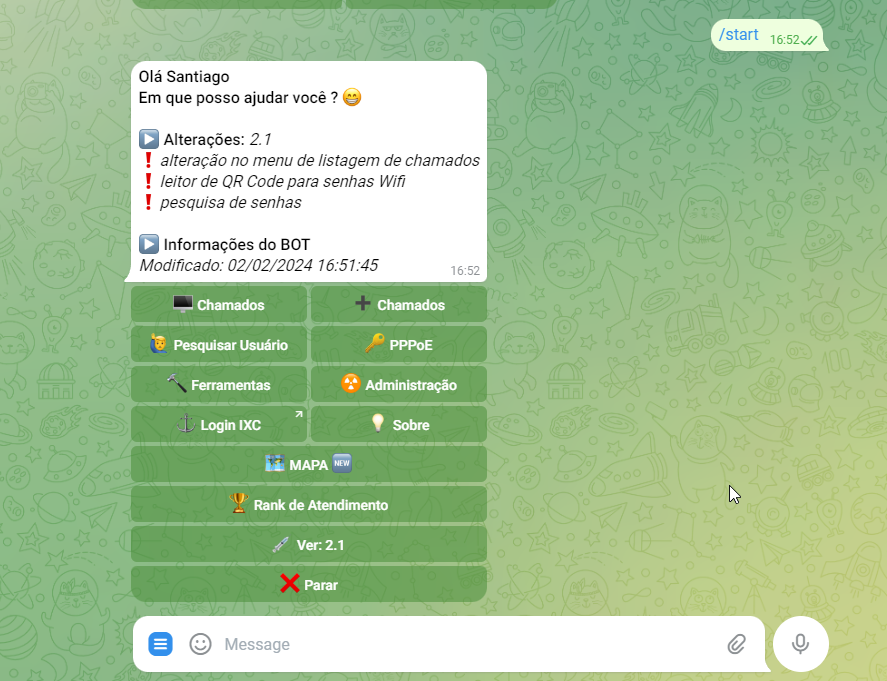 /start
16:52
Olá Santiago
Em que posso ajudar você ? 😁
▶️ Alterações: 2.1
❗ alteração no menu de listagem de chamados
❗ leitor de QR Code para senhas Wifi
❗ pesquisa de senhas
▶️ Informações do BOT
Modificado: 02/02/2024 16:51:45
16:52
🖥️ Chamados
➕ Chamados
🙋‍♂️ Pesquisar Usuário
🔑 PPPoE
🔨 Ferramentas
☢️ Administração
⚓ Login IXC
💡 Sobre
🗺️ MAPA 🆕
🏆 Rank de Atendimento
🚀 Ver: 2.1
❌ Parar
Message